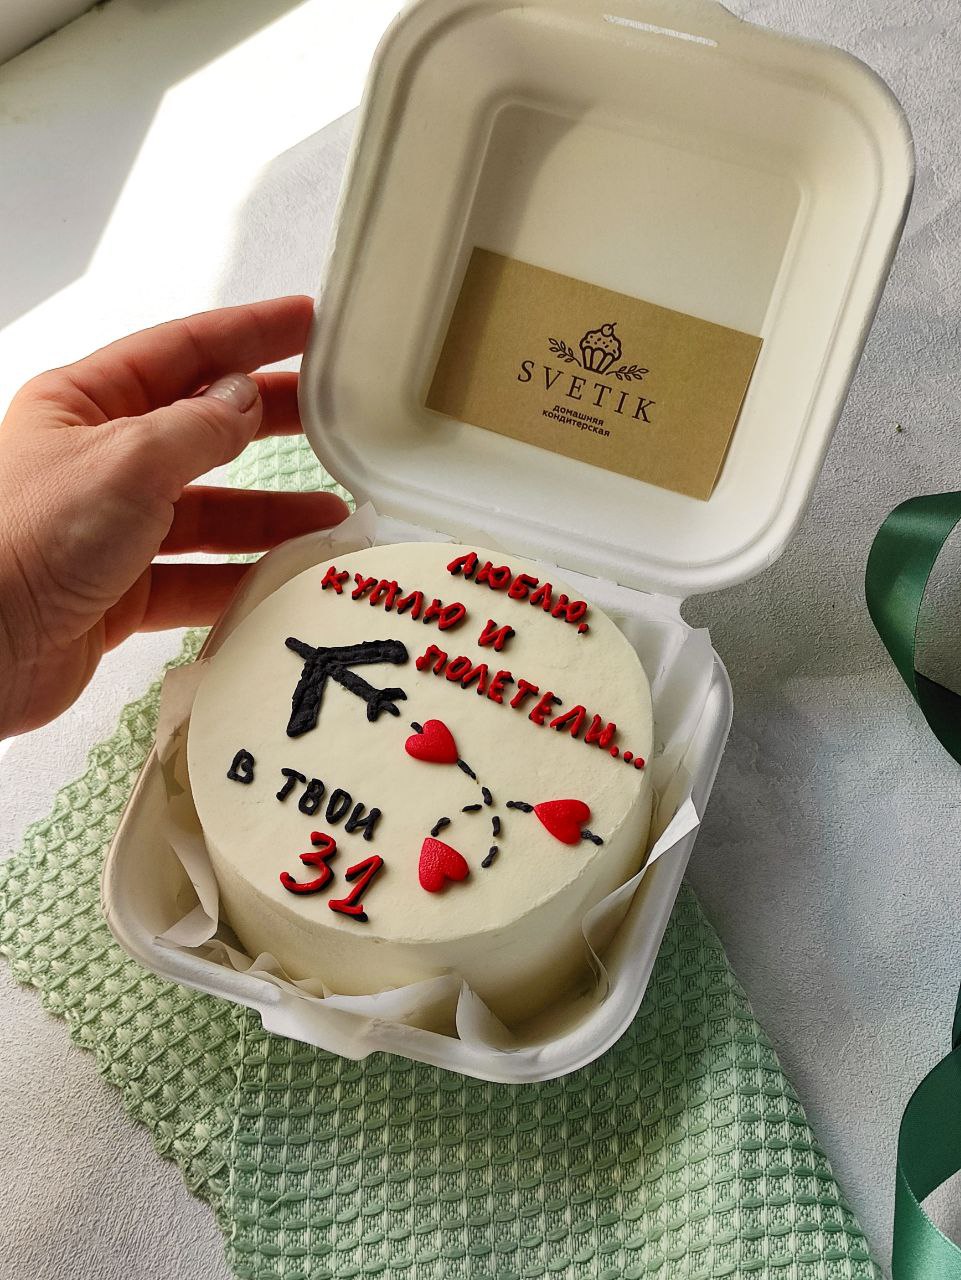 SVETIK
домашняя
кондитерская
ЛЮБЛЮ,
КУПЛЮ И
ПОЛЕТЕЛИ...
В ТВОИ
31